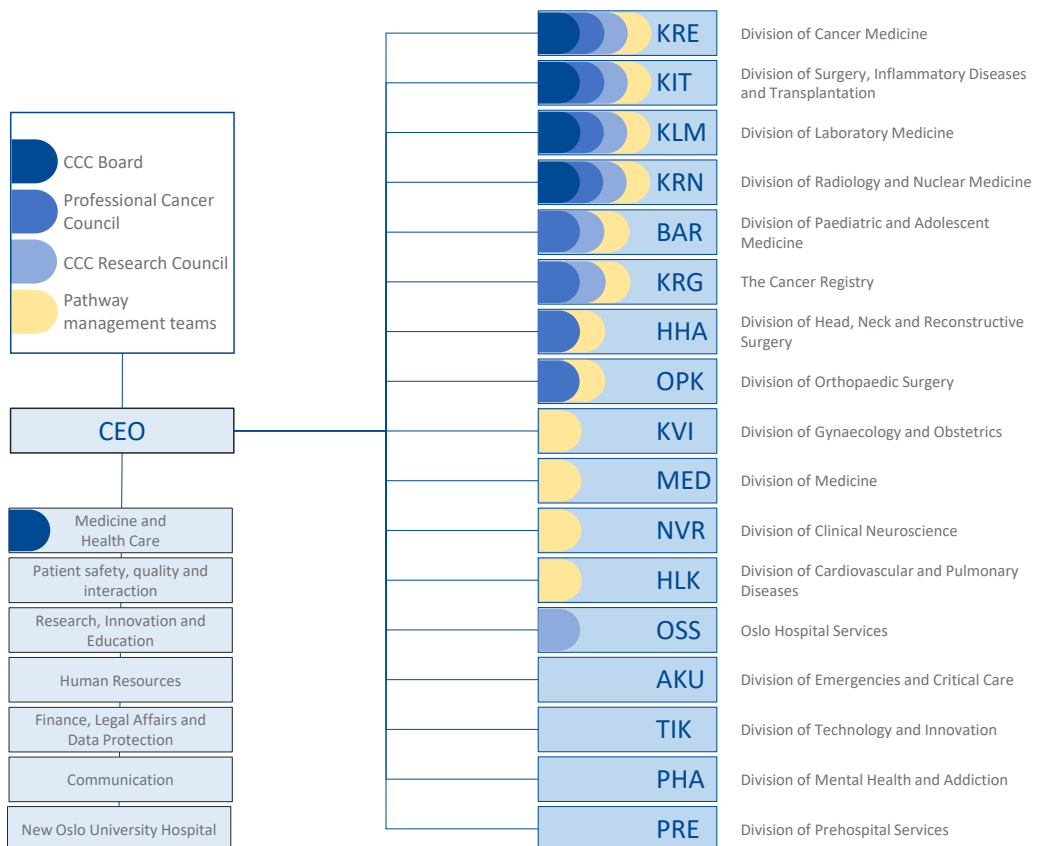 CCC Board
Professional Cancer
Council
CCC Research Council
Pathway
management teams
CEO
Medicine and
Health Care
Patient safety, quality and
interaction
Research, Innovation and
Education
Human Resources
Finance, Legal Affairs and
Data Protection
Communication
New Oslo University Hospital
KRE
Division of Cancer Medicine
KIT
Division of Surgery, Inflammatory Diseases
and Transplantation
KLM
Division of Laboratory Medicine
KRN
Division of Radiology and Nuclear Medicine
BAR
Division of Paediatric and Adolescent
Medicine
KRG
The Cancer Registry
HHA
Division of Head, Neck and Reconstructive
Surgery
OPK
Division of Orthopaedic Surgery
KVI
Division of Gynaecology and Obstetrics
MED
Division of Medicine
NVR
Division of Clinical Neuroscience
HLK
Division of Cardiovascular and Pulmonary
Diseases
OSS
Oslo Hospital Services
AKU
Division of Emergencies and Critical Care
TIK
Division of Technology and Innovation
PHA
Division of Mental Health and Addiction
PRE
Division of Prehospital Services